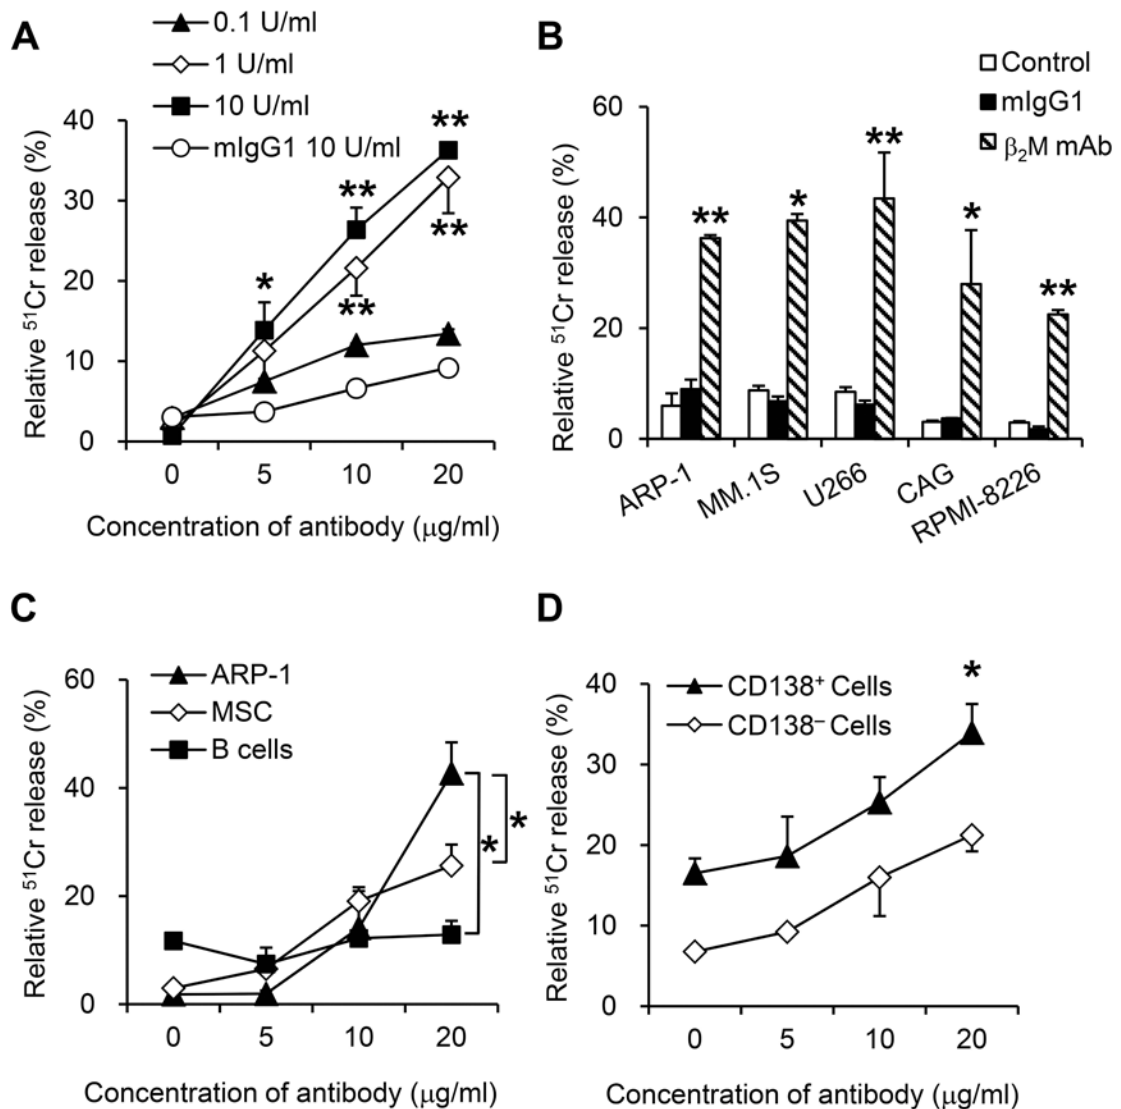 A
0.1 U/ml
1 U/ml
10 U/ml
mIgG1 10 U/ml
Relative ⁵¹Cr release (%)
40
30
20
10
0
**
**
**
**
*
0 5 10 20
Concentration of antibody (μg/ml)
B
Control
mIgG1
β₂M mAb
Relative ⁵¹Cr release (%)
60
40
20
0
** * ** * **
ARP-1 MM.1S U266 CAG RPMI-8226
C
ARP-1
MSC
B cells
Relative ⁵¹Cr release (%)
60
40
20
0
*
*
0 5 10 20
Concentration of antibody (μg/ml)
D
CD138⁺ Cells
CD138⁻ Cells
*
Relative ⁵¹Cr release (%)
40
30
20
10
0
0 5 10 20
Concentration of antibody (μg/ml)